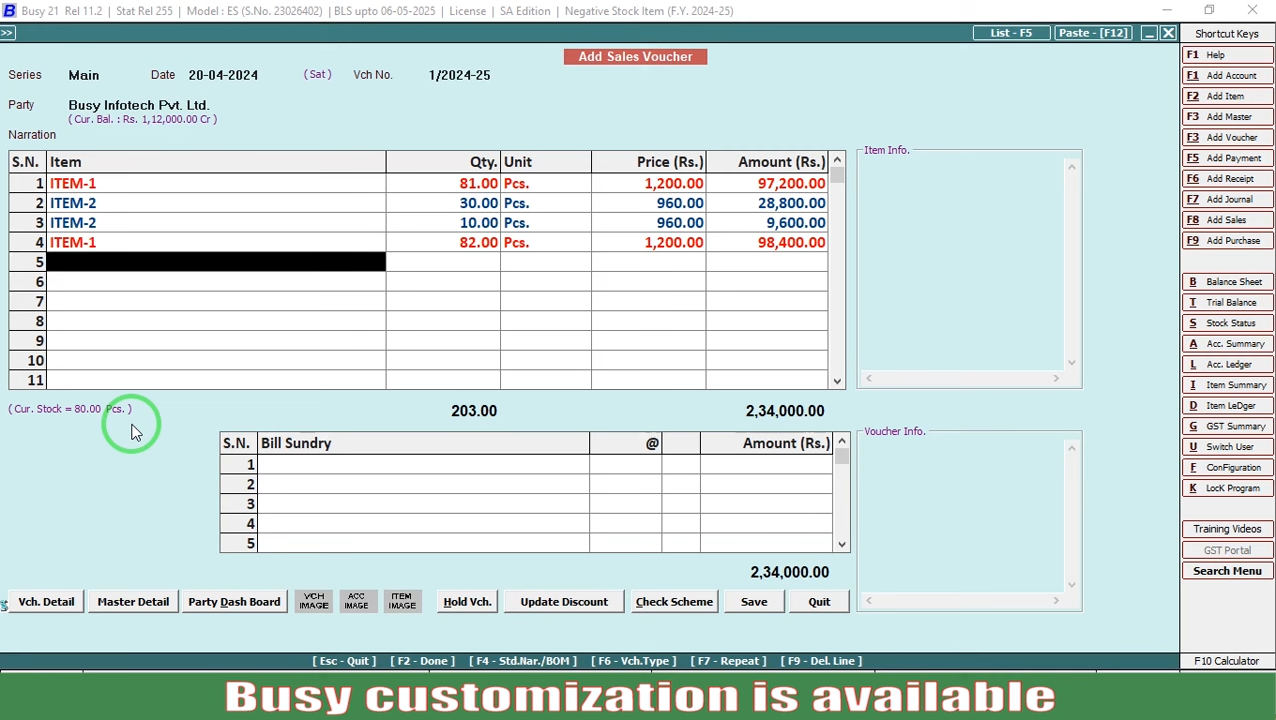 Busy 21 Rel 11.2 | Stat Rel 255 | Model : ES (S.No. 23026402) | BLS upto 06-05-2025 | License | SA Edition | Negative Stock Item (F.Y. 2024-25)
>> List - F5 Paste - [F12] Shortcut Keys
Add Sales Voucher
Series Main Date 20-04-2024 (Sat) Vch No. 1/2024-25
Party Busy Infotech Pvt. Ltd.
( Cur. Bal. : Rs. 1,12,000.00 Cr )
Narration
S.N. Item Qty. Unit Price (Rs.) Amount (Rs.)
1 ITEM-1 81.00 Pcs. 1,200.00 97,200.00
2 ITEM-2 30.00 Pcs. 960.00 28,800.00
3 ITEM-2 10.00 Pcs. 960.00 9,600.00
4 ITEM-1 82.00 Pcs. 1,200.00 98,400.00
5
6
7
8
9
10
11
Item Info.
( Cur. Stock = 80.00 Pcs. ) 203.00 2,34,000.00
S.N. Bill Sundry @ Amount (Rs.)
1
2
3
4
5
2,34,000.00
Voucher Info.
Vch. Detail Master Detail Party Dash Board VCH IMAGE ACC IMAGE ITEM IMAGE Hold Vch. Update Discount Check Scheme Save Quit
[ Esc - Quit ] [ F2 - Done ] [ F4 - Std.Nar./BOM ] [ F6 - Vch.Type ] [ F7 - Repeat ] [ F9 - Del. Line ]
F1 Help
F1 Add Account
F2 Add Item
F3 Add Master
F3 Add Voucher
F5 Add Payment
F6 Add Receipt
F7 Add Journal
F8 Add Sales
F9 Add Purchase
B Balance Sheet
T Trial Balance
S Stock Status
A Acc. Summary
L Acc. Ledger
I Item Summary
D Item LeDger
G GST Summary
U Switch User
F ConFiguration
K LocK Program
Training Videos
GST Portal
Search Menu
F10 Calculator
Busy customization is available